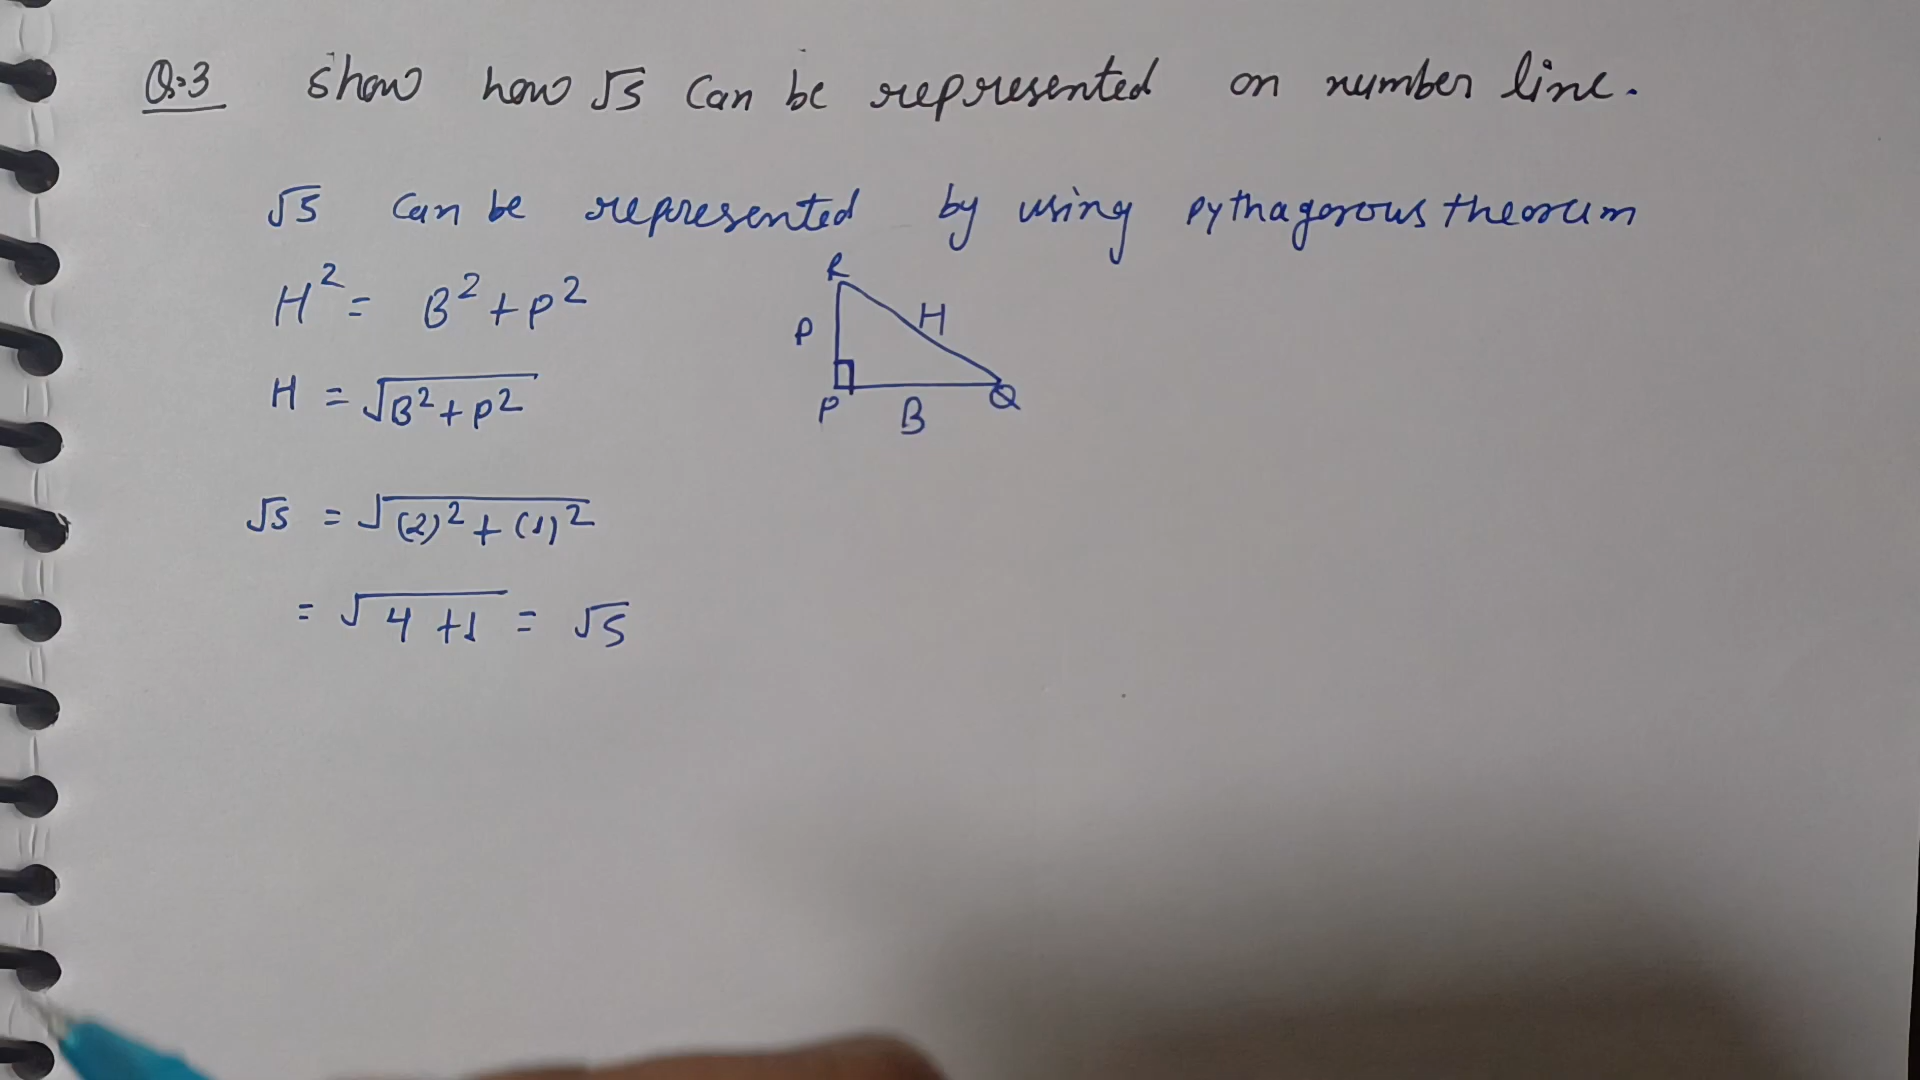 Q:3 Show how √5 can be represented on number line.
√5 can be represented by using pythagorous theorum
H² = B² + P²
R
P
H
P
B
Q
H = √B² + P²
√5 = √(2)² + (1)²
= √4 + 1 = √5